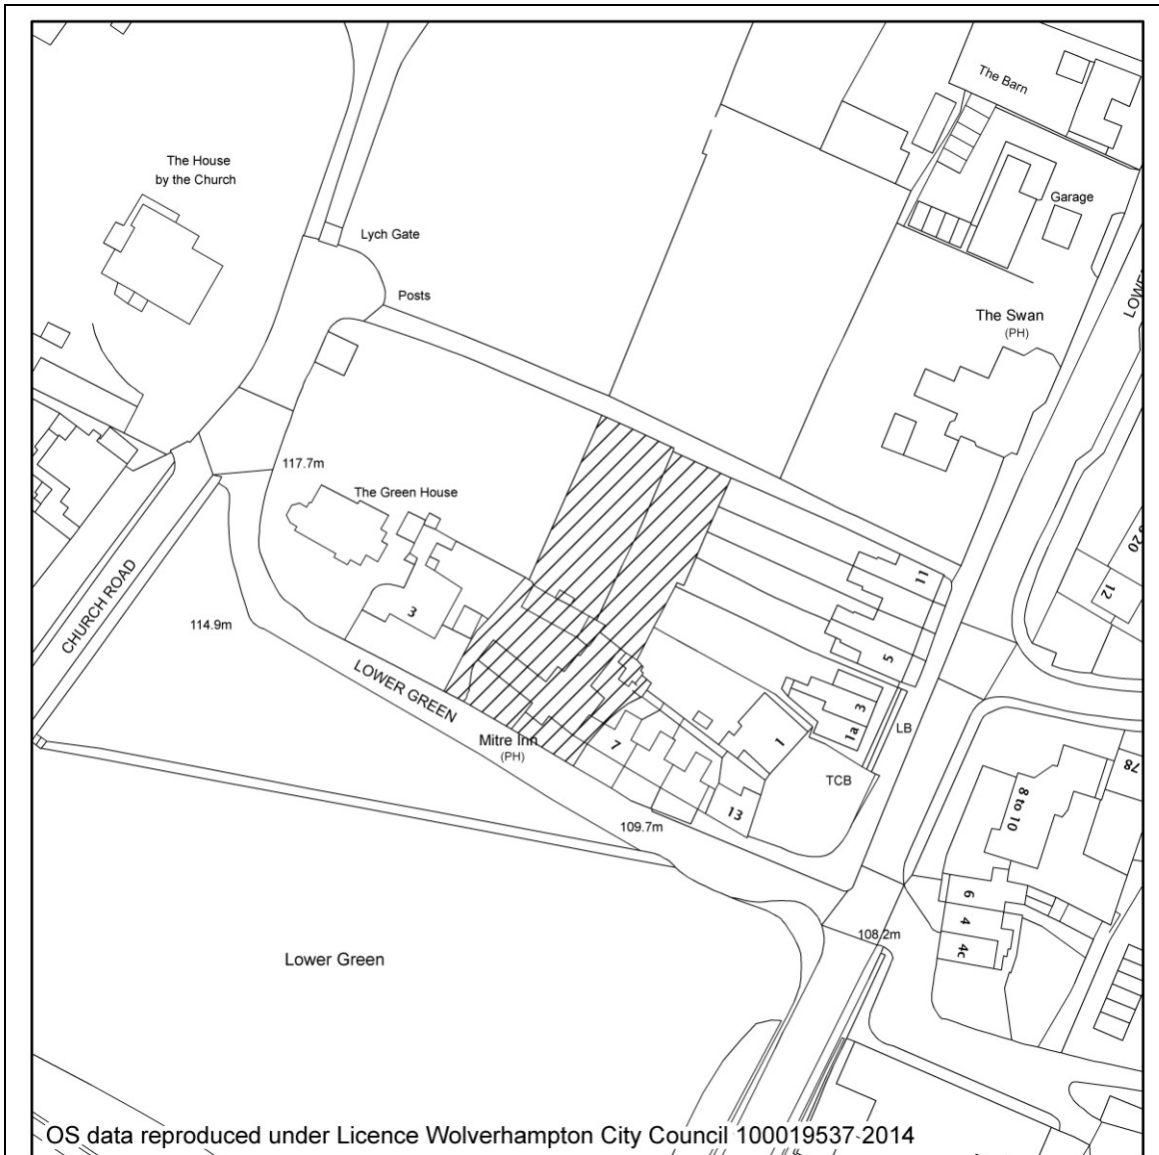 The Barn
The House
by the Church
Garage
Lych Gate
Posts
The Swan
(PH)
117.7m
The Green House
11
20
12
CHURCH ROAD
3
114.9m
5
LOWER GREEN
3
1a
LB
Mitre Inn
(PH)
7
1
TCB
78
8 to 10
13
109.7m
6
4
4c
108.2m
Lower Green
OS data reproduced under Licence Wolverhampton City Council 100019537 2014